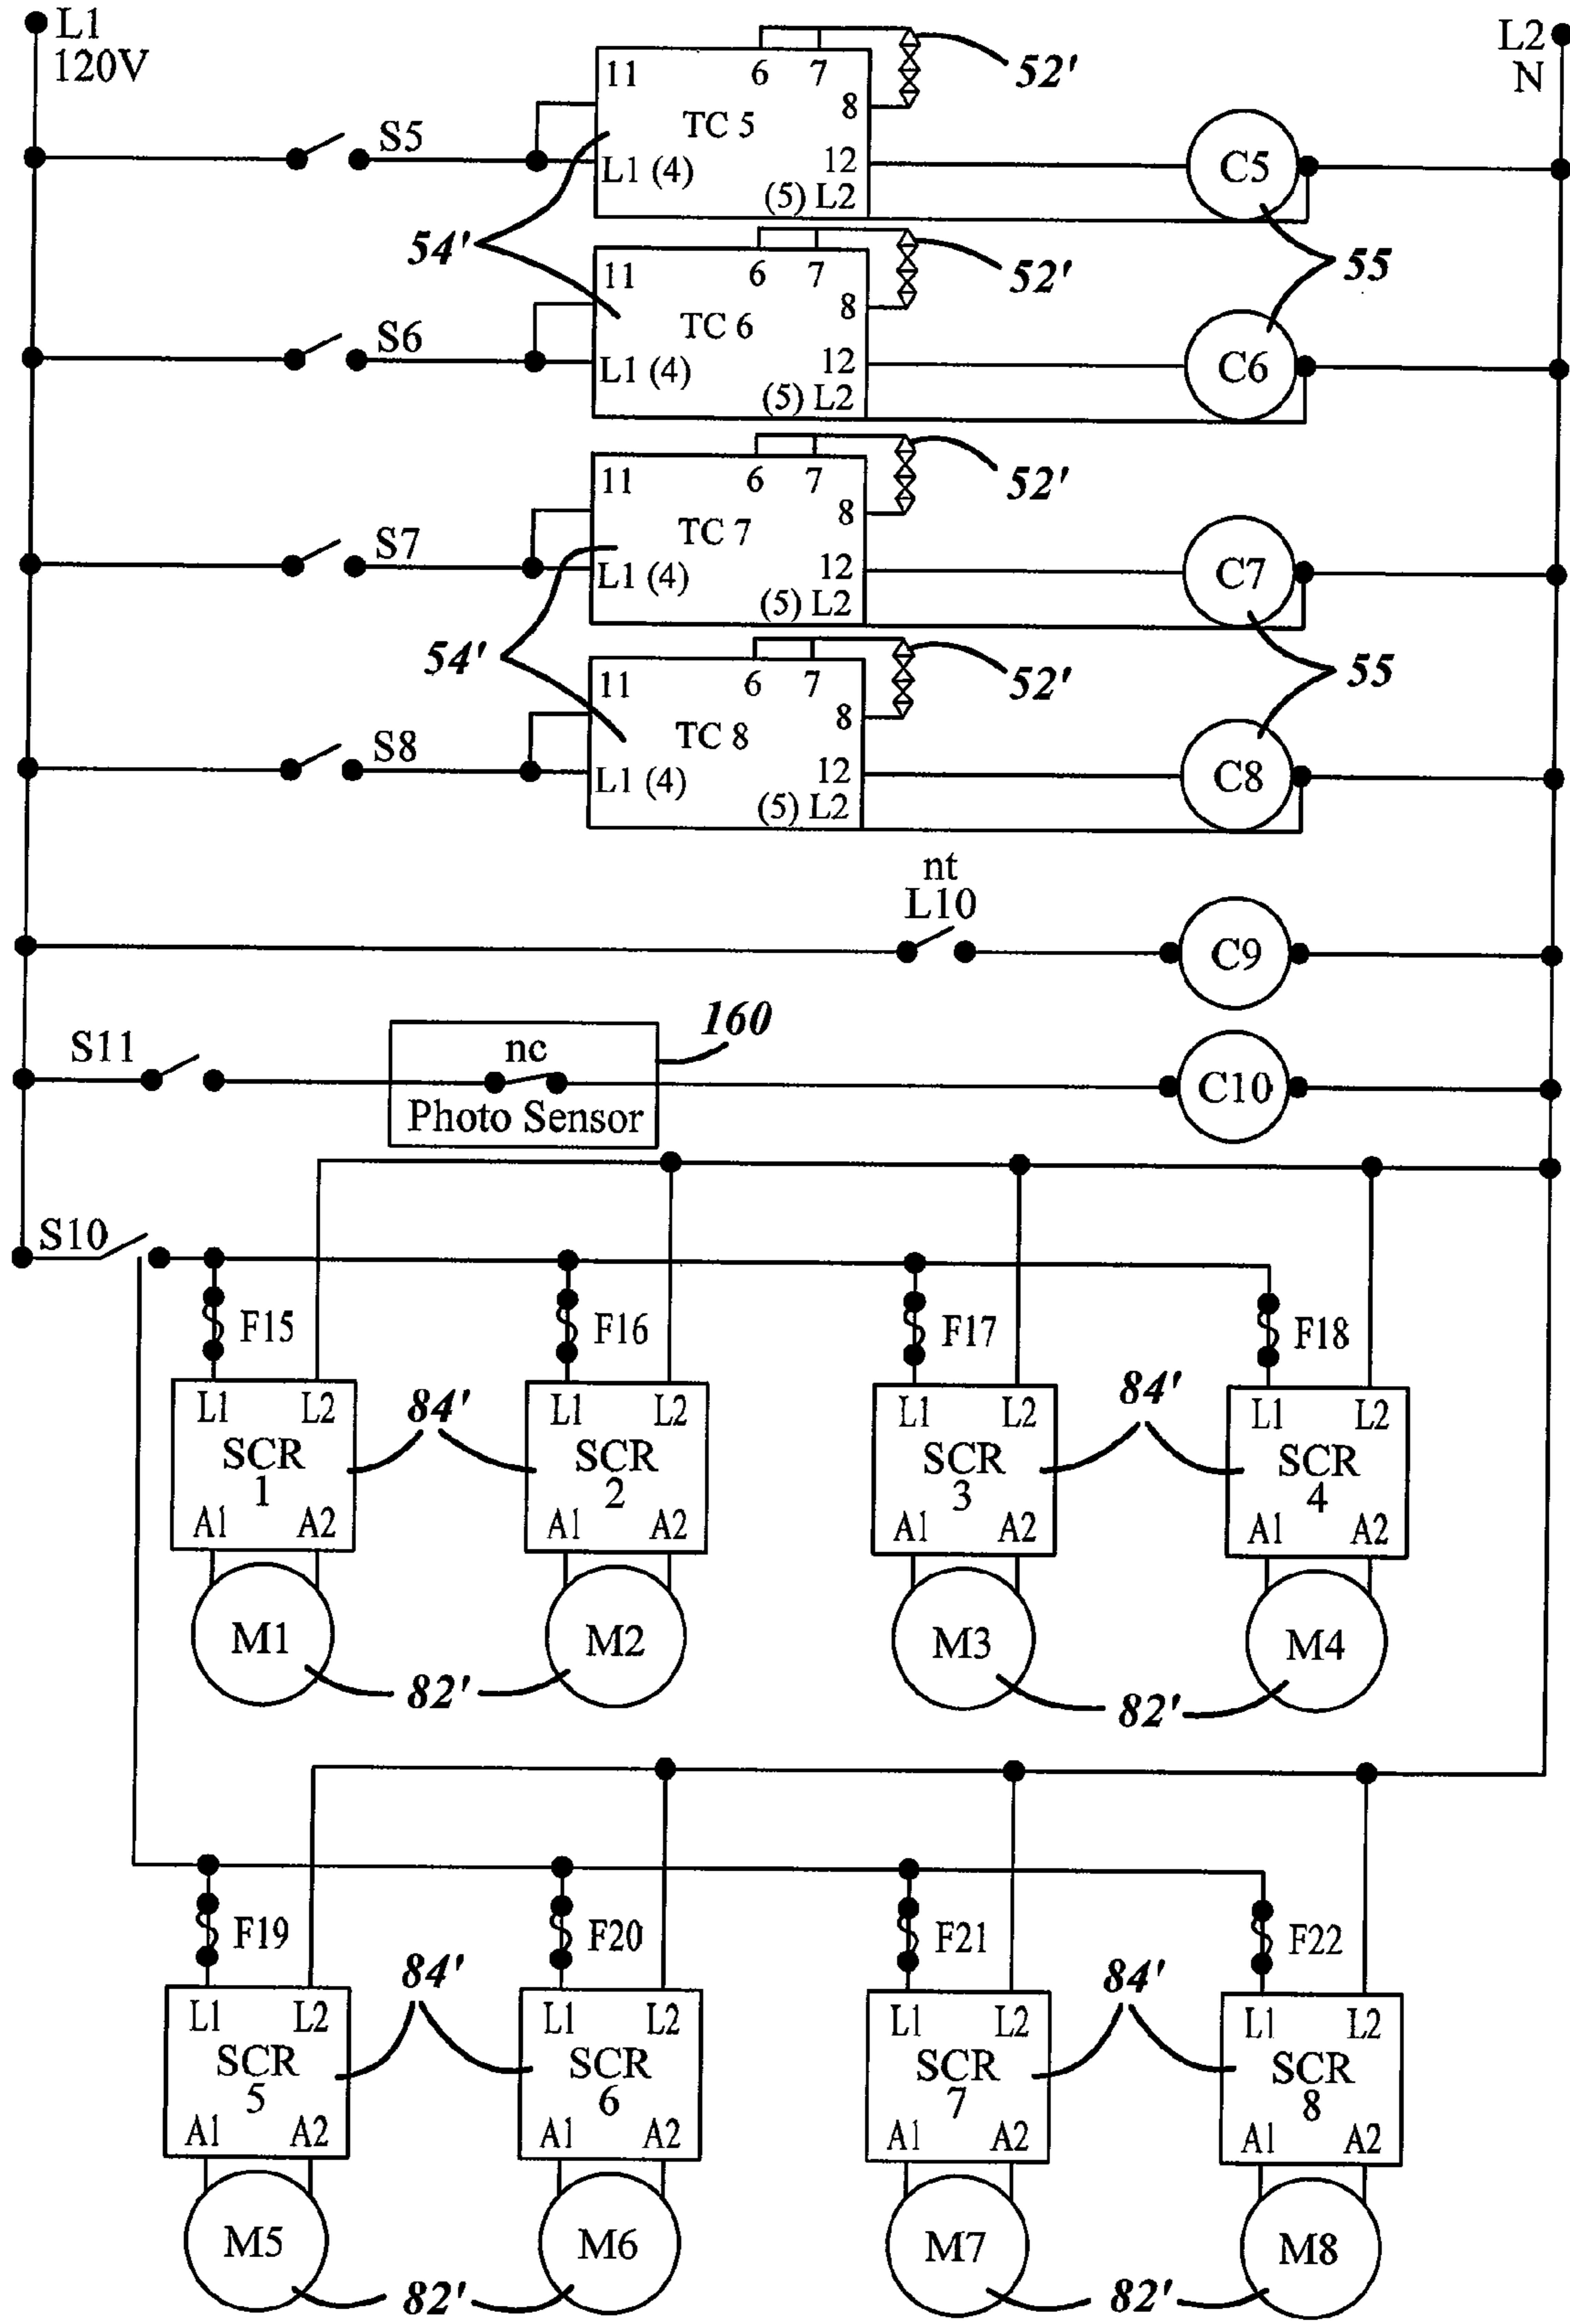 L1
120V
L2
N
52'
11 6 7
8
TC 5
S5
L1 (4)
12
(5) L2
C5
54'
55
52'
11 6 7
8
TC 6
S6
L1 (4)
12
(5) L2
C6
52'
11 6 7
8
TC 7
S7
L1 (4)
12
(5) L2
C7
54'
55
52'
11 6 7
8
TC 8
S8
L1 (4)
12
(5) L2
C8
nt
L10
C9
160
S11
nc
Photo Sensor
C10
S10
F15 F16 F17 F18
84' 84'
L1 L2 L1 L2 L1 L2 L1 L2
SCR SCR SCR SCR
1 2 3 4
A1 A2 A1 A2 A1 A2 A1 A2
M1 M2 M3 M4
82' 82'
F19 F20 F21 F22
84' 84'
L1 L2 L1 L2 L1 L2 L1 L2
SCR SCR SCR SCR
5 6 7 8
A1 A2 A1 A2 A1 A2 A1 A2
M5 M6 M7 M8
82' 82'